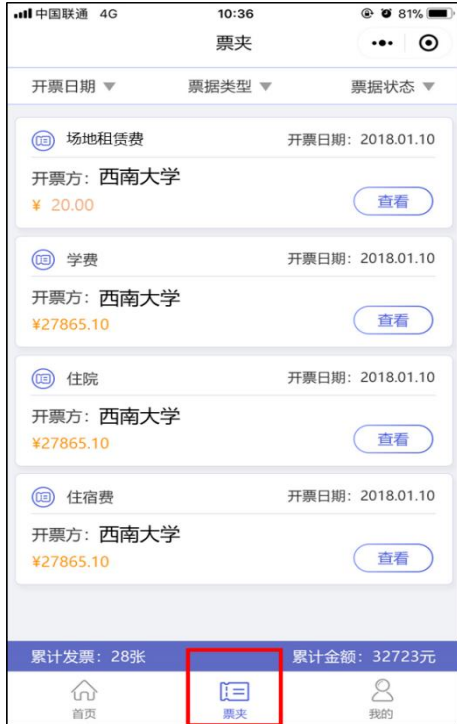 中国联通 4G 10:36 81%
票夹
开票日期 票据类型 票据状态
场地租赁费 开票日期：2018.01.10
开票方：西南大学
¥ 20.00 查看
学费 开票日期：2018.01.10
开票方：西南大学
¥27865.10 查看
住院 开票日期：2018.01.10
开票方：西南大学
¥27865.10 查看
住宿费 开票日期：2018.01.10
开票方：西南大学
¥27865.10 查看
累计发票：28张 累计金额：32723元
首页 票夹 我的